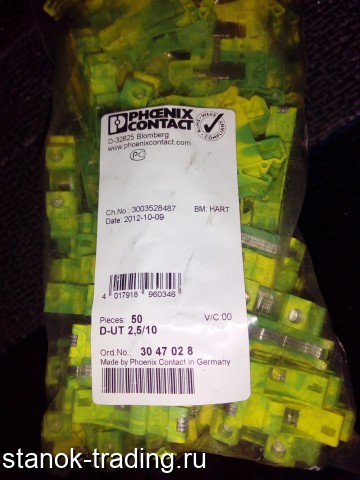 PHŒNIX
CONTACT
D-32825 Blomberg
www.phoenixcontact.com
PG
Ch.No.: 3003528487 BM: HART
Date: 2012-10-09
4 017918 960346
Pieces: 50 V/C:00
D-UT 2,5/10
Ord.No.: 30 47 02 8
Made by Phoenix Contact in Germany
stanok-trading.ru